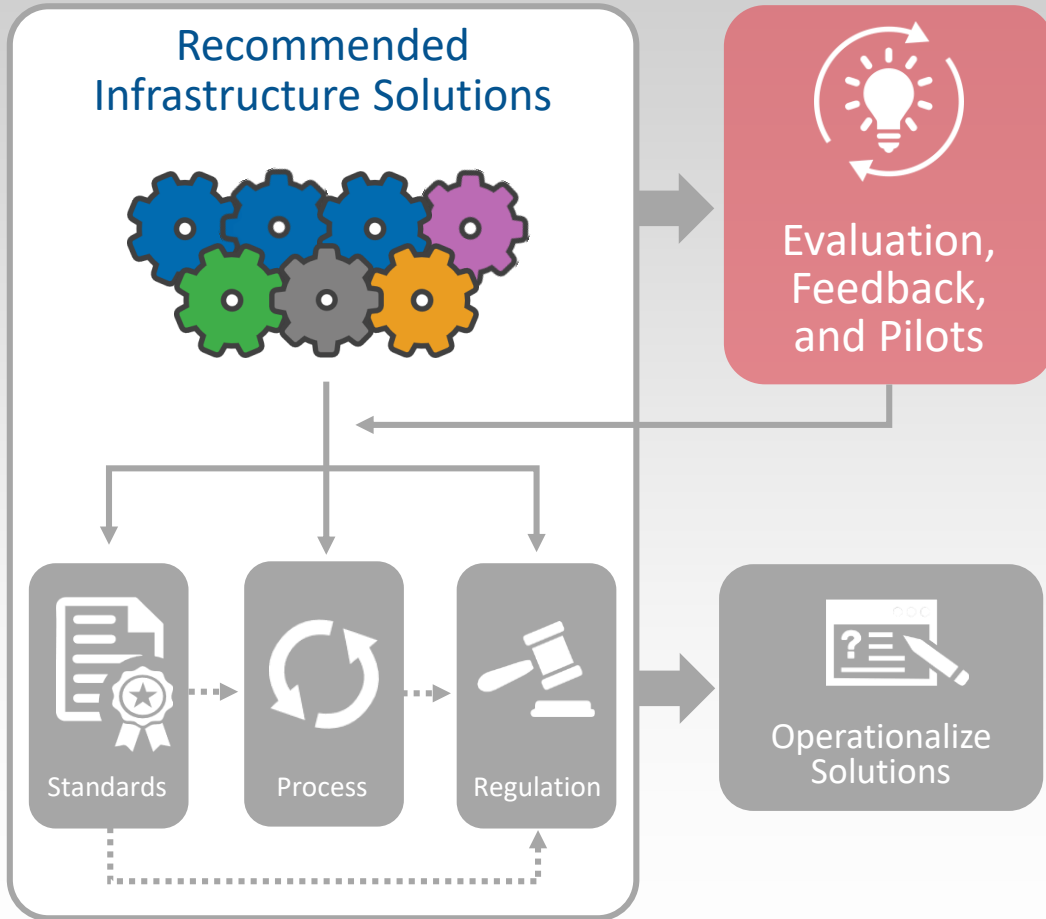 Recommended
Infrastructure Solutions
Evaluation,
Feedback,
and Pilots
Standards
Process
Regulation
?
Operationalize
Solutions